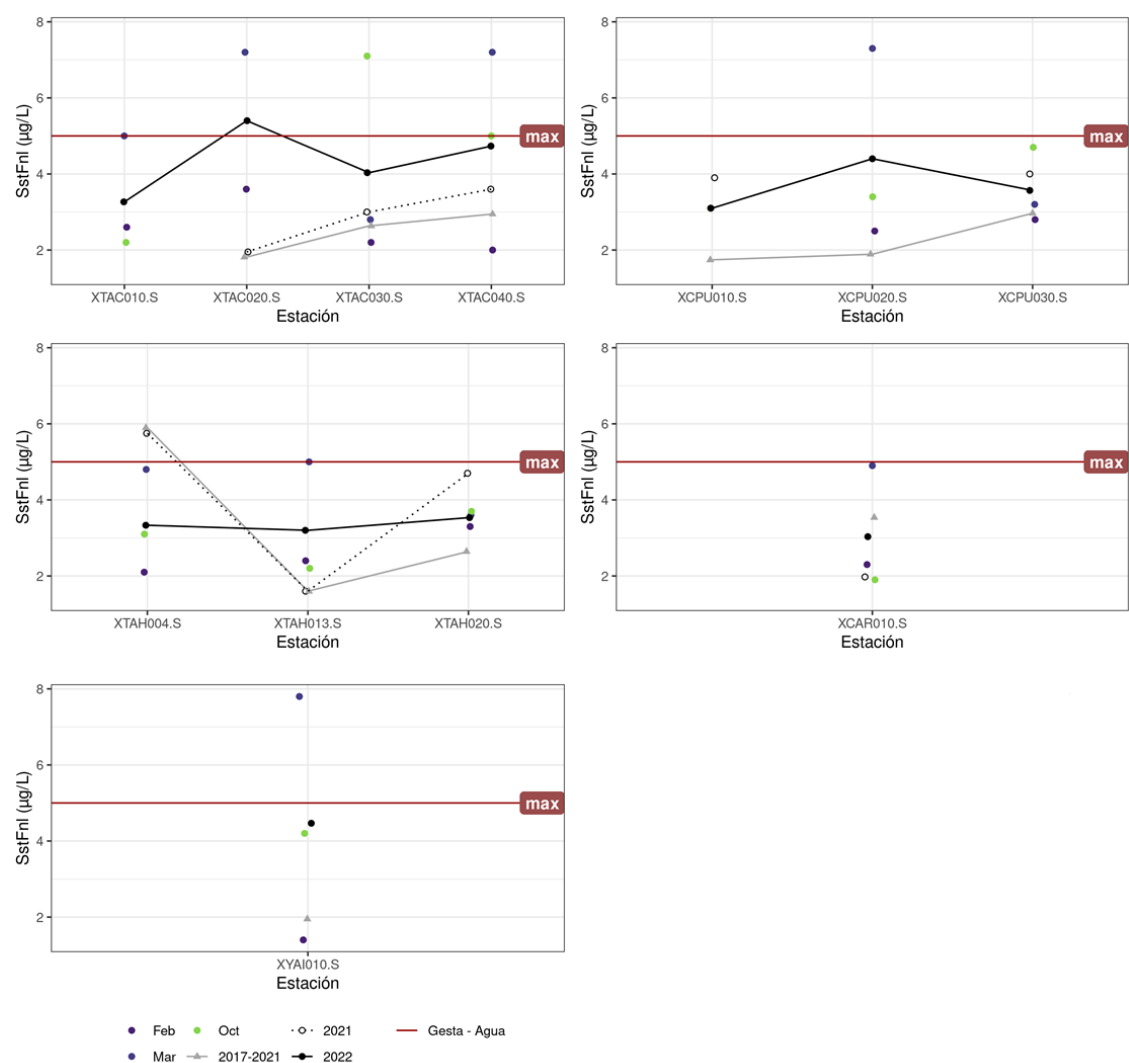 8
6
4
2
SstFnl (µg/L)
max
XTAC010.S XTAC020.S XTAC030.S XTAC040.S
Estación
8
6
4
2
SstFnl (µg/L)
max
XCPU010.S XCPU020.S XCPU030.S
Estación
8
6
4
2
SstFnl (µg/L)
max
XTAH004.S XTAH013.S XTAH020.S
Estación
8
6
4
2
SstFnl (µg/L)
max
XCAR010.S
Estación
8
6
4
2
SstFnl (µg/L)
max
XYAI010.S
Estación
Feb Oct 2021 Gesta - Agua
Mar 2017-2021 2022